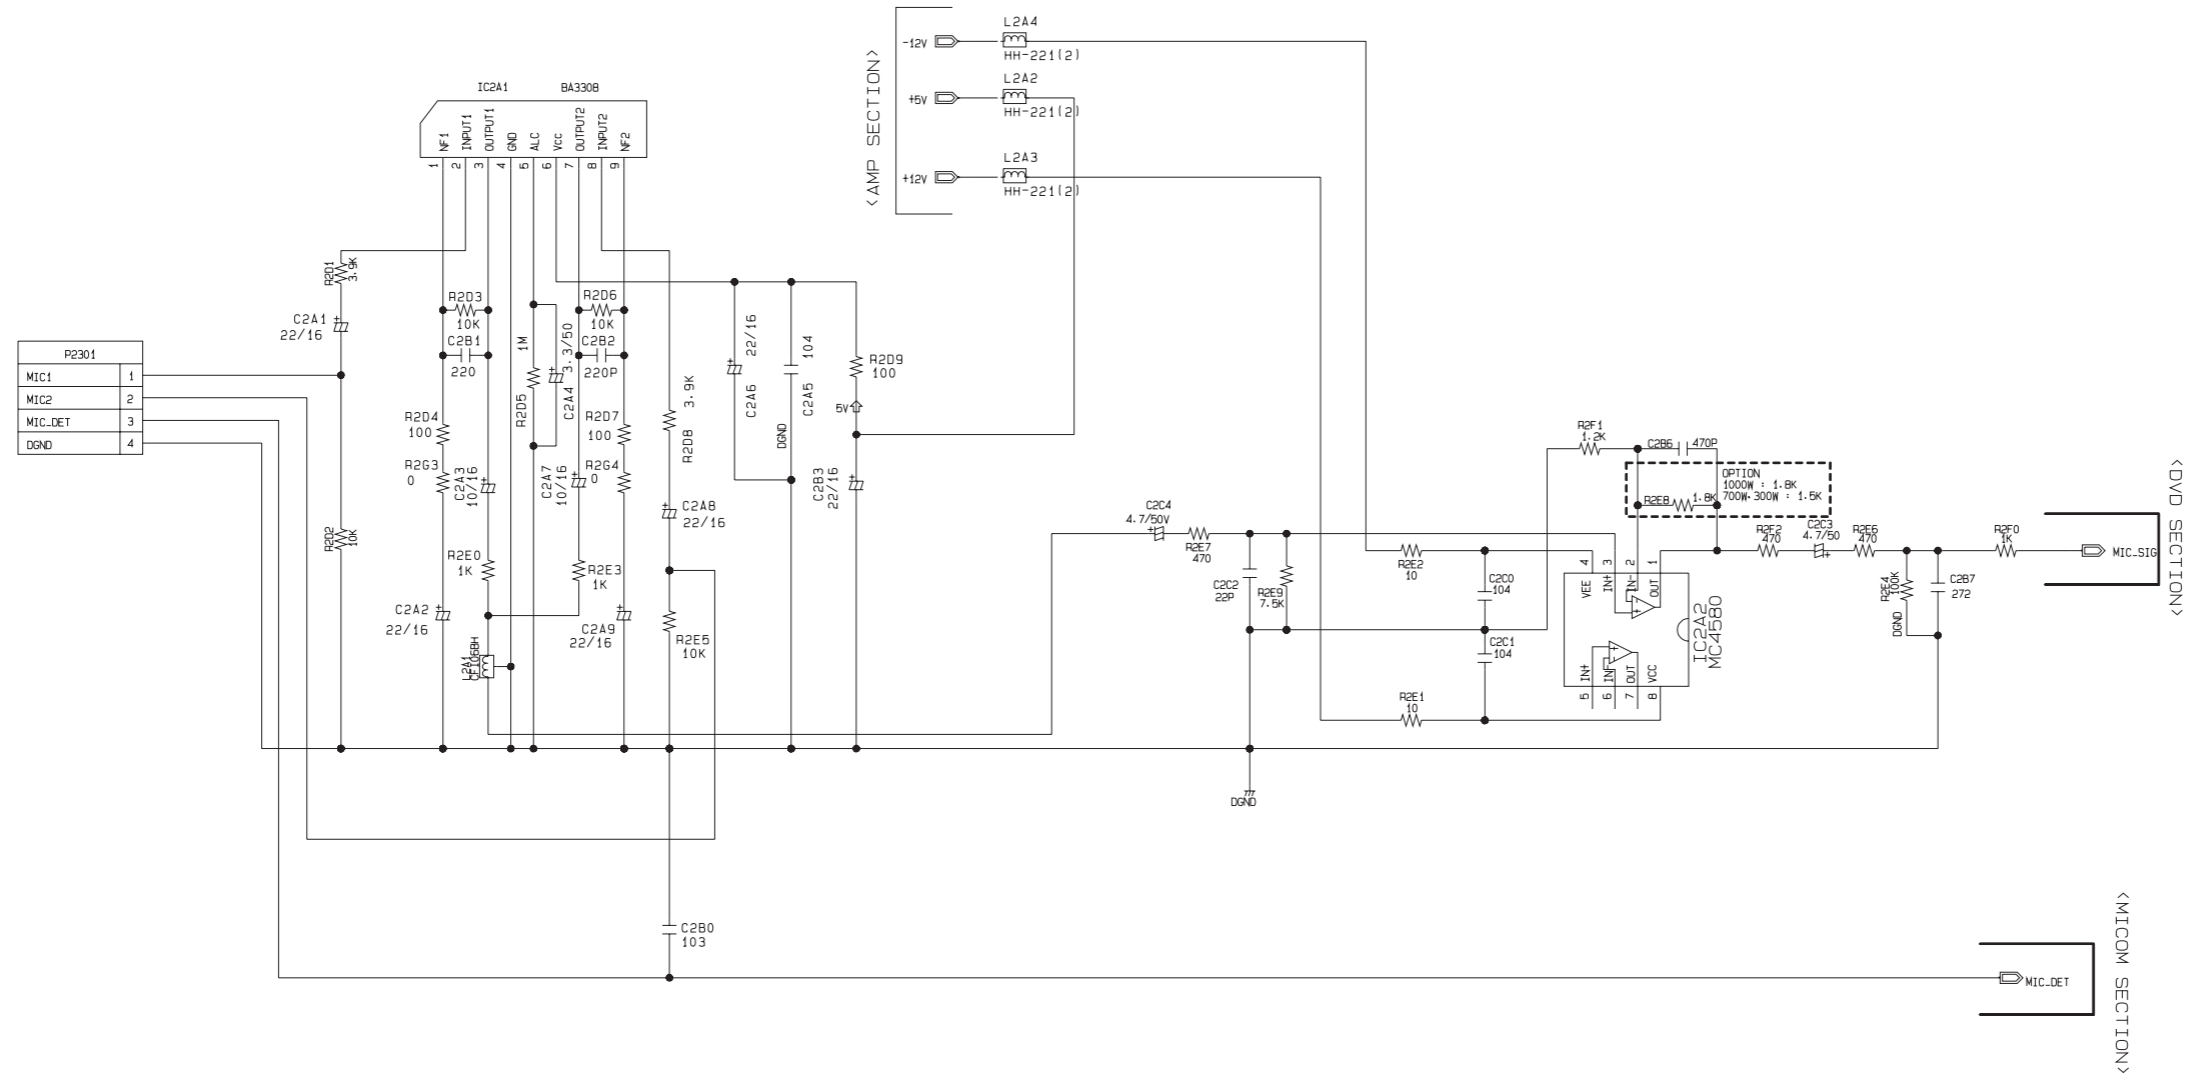 L2A4
-12V
HH-221(2)
L2A2
+5V
HH-221(2)
L2A3
+12V
HH-221(2)
<AMP SECTION>
IC2A1 BA3308
NF1
INPUT1
OUTPUT1
GND
ALC
Vcc
OUTPUT2
INPUT2
NF2
1 2 3 4 5 6 7 8 9
R2D1
3.9K
C2A1
22/16
P2301
MIC1 1
MIC2 2
MIC_DET 3
DGND 4
R2D2
10K
R2D3
10K
C2B1
220
R2D4
100
R2G3
0
C2A3
10/16
R2E0
1K
C2A2
22/16
L2A1
1M
R2D5
3.3/50
C2A4
R2D6
10K
C2B2
220P
R2D7
100
R2G4
0
C2A7
10/16
R2E3
1K
C2A9
22/16
3.9K
R2D8
C2A8
22/16
R2E5
10K
22/16
C2A6
104
C2A5
DGND
R2D9
100
5V
C2B3
22/16
C2B0
103
C2C4
4.7/50V
R2E7
470
C2C2
22P
R2E9
7.5K
DGND
R2E2
10
C2C0
104
C2C1
104
R2E1
10
R2F1
1.2K
C2B6
470P
OPTION
1000W : 1.8K
700W.300W : 1.5K
R2E8
1.8K
4 3 2 1
VEE
IN+
IN-
OUT
IC2A2
MC4580
IN+
IN-
OUT
VCC
5 6 7 8
R2F2
470
C2C3
4.7/50
R2E6
470
R2E4
100K
DGND
C2B7
272
R2F0
1K
MIC_SIG
<DVD SECTION>
MIC_DET
<MICOM SECTION>